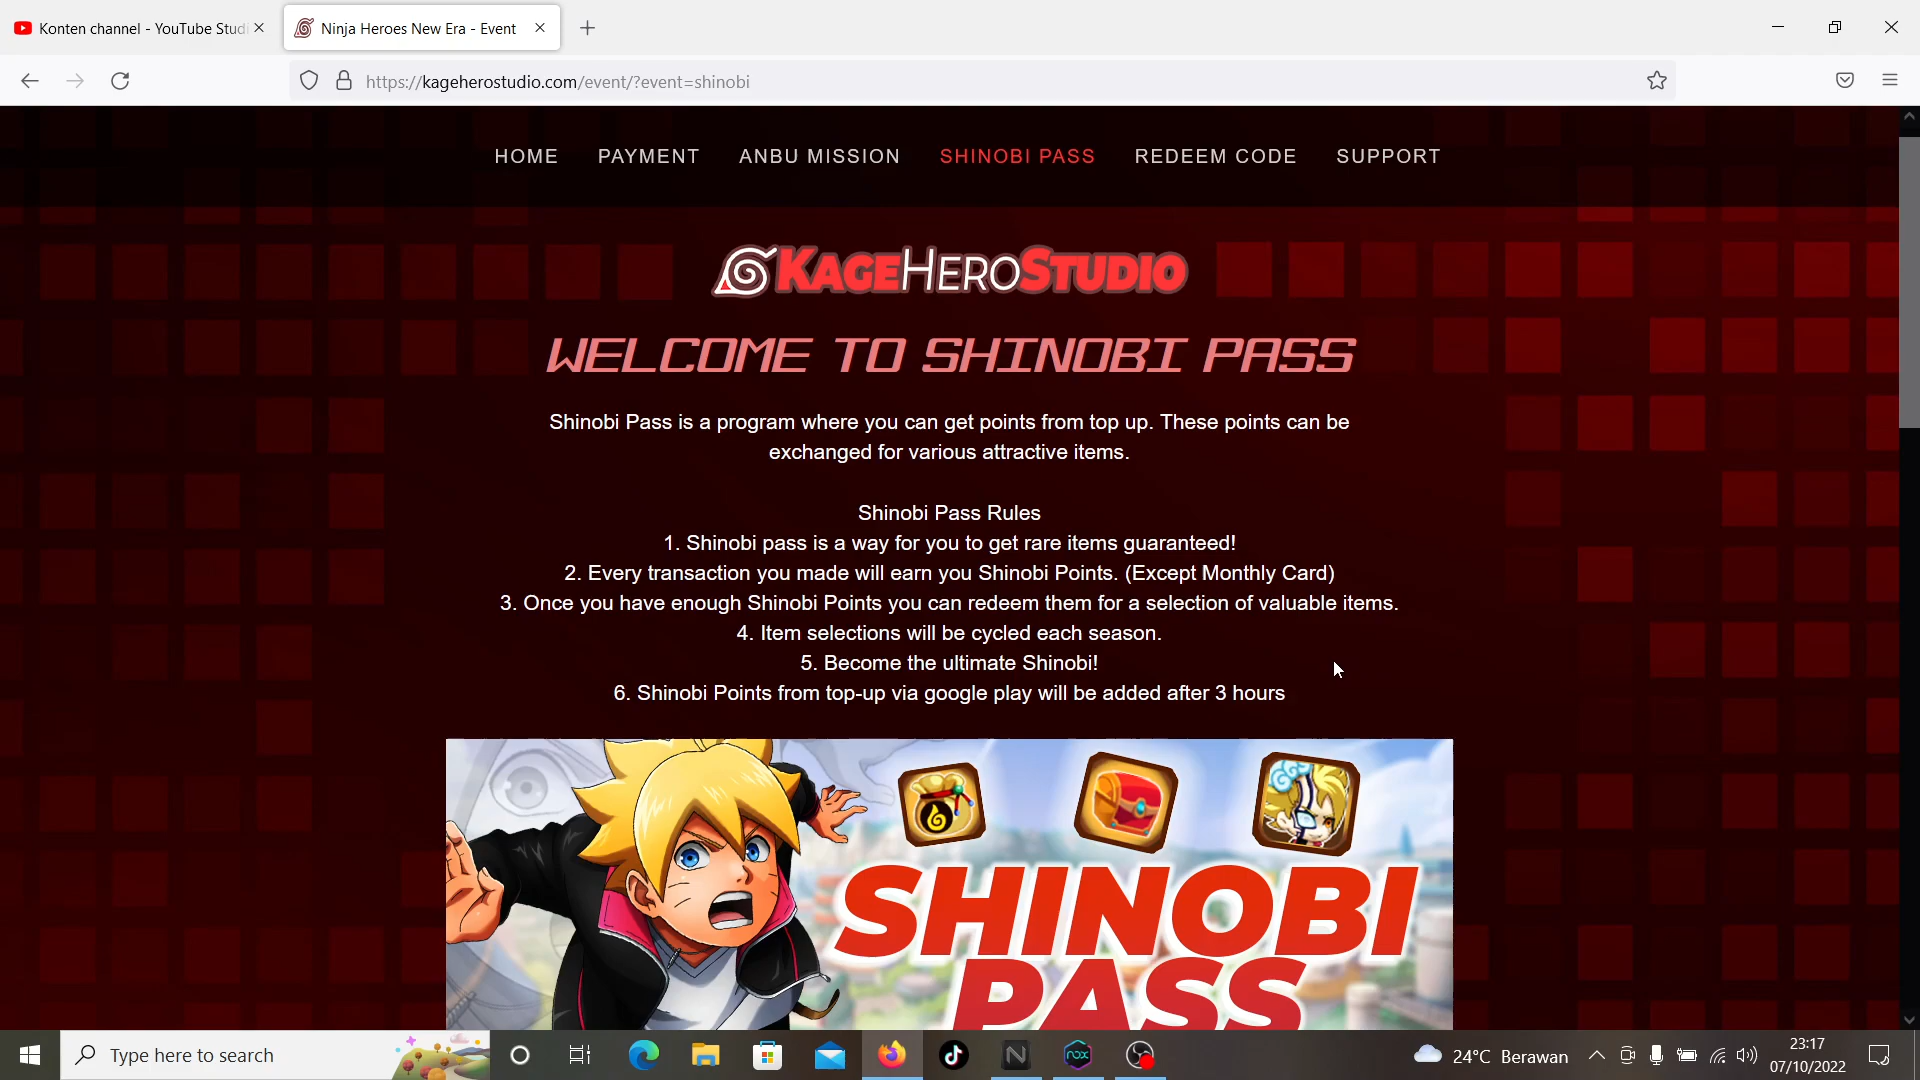 Konten channel - YouTube Studi
Ninja Heroes New Era - Event
https://kageherostudio.com/event/?event=shinobi
HOME PAYMENT ANBU MISSION SHINOBI PASS REDEEM CODE SUPPORT
KAGEHEROSTUDIO
WELCOME TO SHINOBI PASS
Shinobi Pass is a program where you can get points from top up. These points can be
exchanged for various attractive items.
Shinobi Pass Rules
1. Shinobi pass is a way for you to get rare items guaranteed!
2. Every transaction you made will earn you Shinobi Points. (Except Monthly Card)
3. Once you have enough Shinobi Points you can redeem them for a selection of valuable items.
4. Item selections will be cycled each season.
5. Become the ultimate Shinobi!
6. Shinobi Points from top-up via google play will be added after 3 hours
SHINOBI
PASS
Type here to search
N
nox
24°C Berawan
23:17
07/10/2022